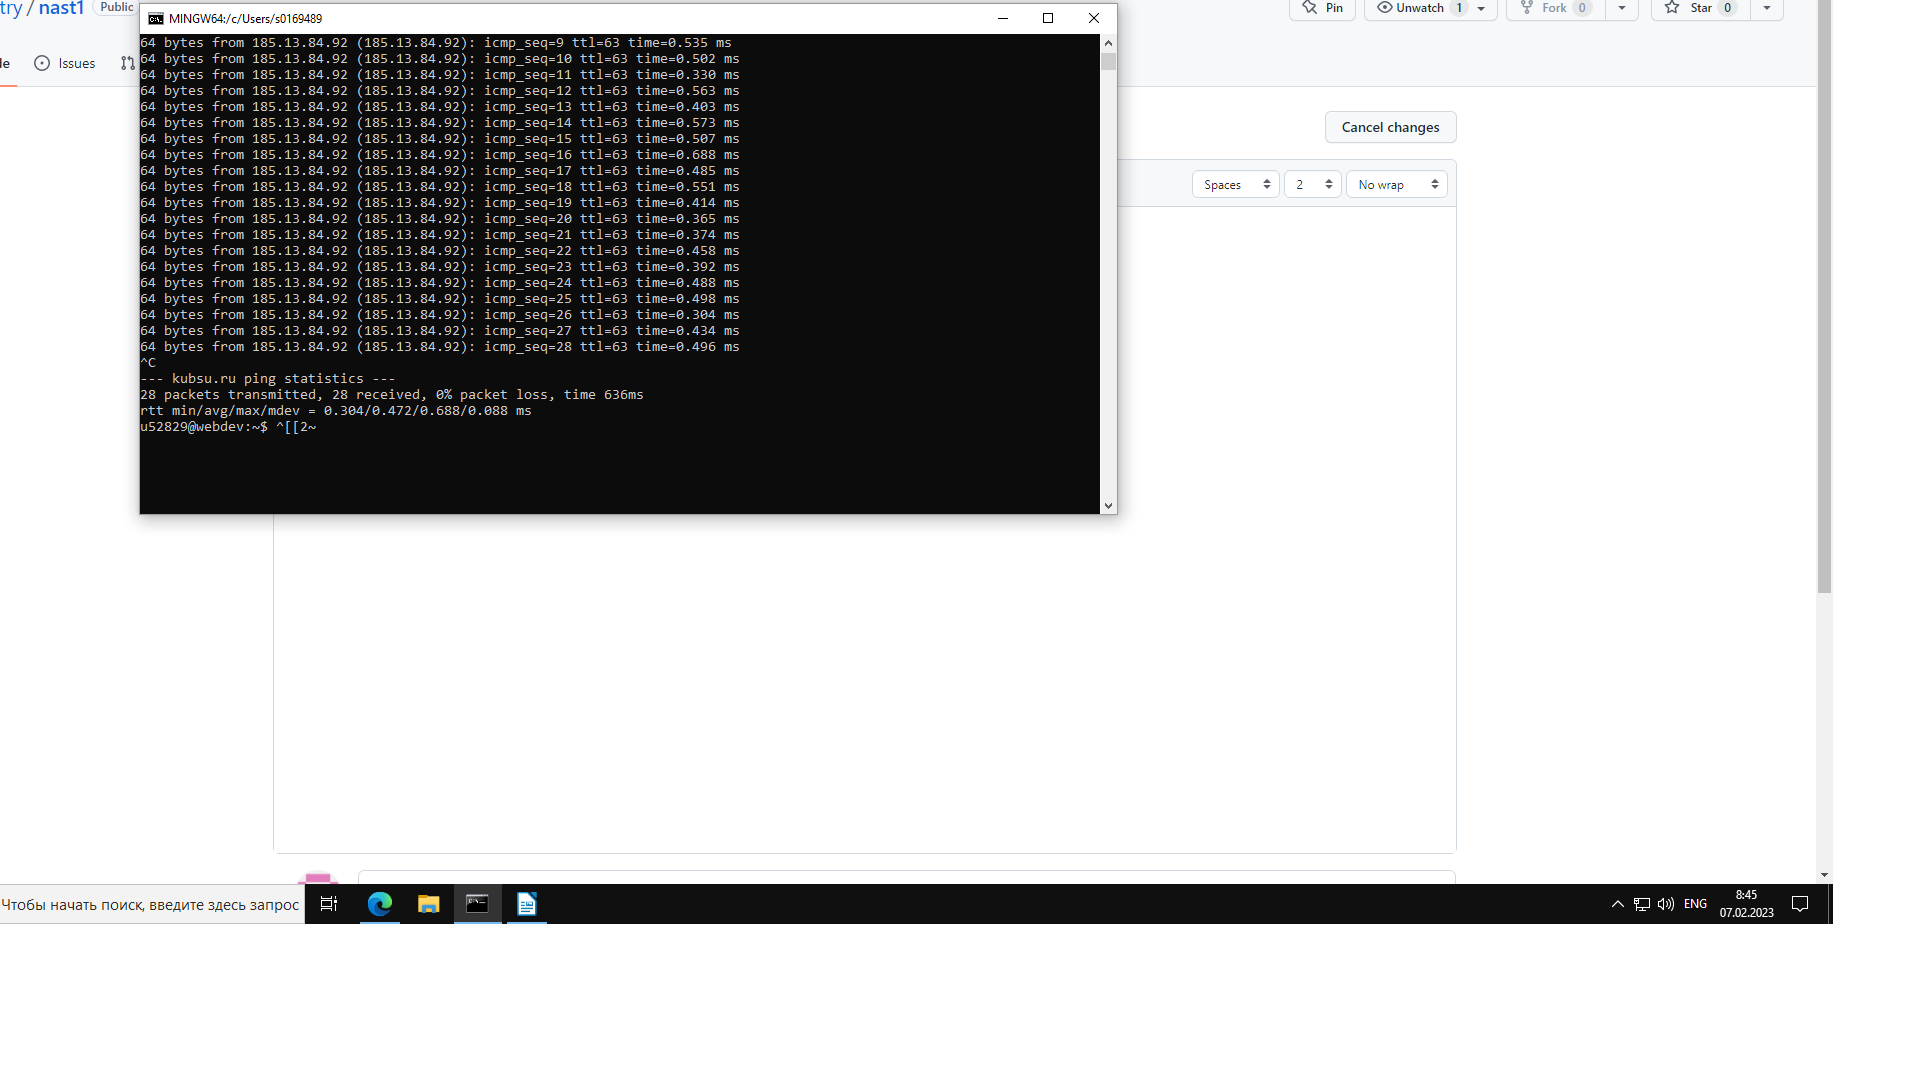 try / nast1 Public
Pin
Unwatch 1
Fork 0
Star 0
Issues
MINGW64:/c/Users/s0169489
64 bytes from 185.13.84.92 (185.13.84.92): icmp_seq=9 ttl=63 time=0.535 ms
64 bytes from 185.13.84.92 (185.13.84.92): icmp_seq=10 ttl=63 time=0.502 ms
64 bytes from 185.13.84.92 (185.13.84.92): icmp_seq=11 ttl=63 time=0.330 ms
64 bytes from 185.13.84.92 (185.13.84.92): icmp_seq=12 ttl=63 time=0.563 ms
64 bytes from 185.13.84.92 (185.13.84.92): icmp_seq=13 ttl=63 time=0.403 ms
64 bytes from 185.13.84.92 (185.13.84.92): icmp_seq=14 ttl=63 time=0.573 ms
64 bytes from 185.13.84.92 (185.13.84.92): icmp_seq=15 ttl=63 time=0.507 ms
64 bytes from 185.13.84.92 (185.13.84.92): icmp_seq=16 ttl=63 time=0.688 ms
64 bytes from 185.13.84.92 (185.13.84.92): icmp_seq=17 ttl=63 time=0.485 ms
64 bytes from 185.13.84.92 (185.13.84.92): icmp_seq=18 ttl=63 time=0.551 ms
64 bytes from 185.13.84.92 (185.13.84.92): icmp_seq=19 ttl=63 time=0.414 ms
64 bytes from 185.13.84.92 (185.13.84.92): icmp_seq=20 ttl=63 time=0.365 ms
64 bytes from 185.13.84.92 (185.13.84.92): icmp_seq=21 ttl=63 time=0.374 ms
64 bytes from 185.13.84.92 (185.13.84.92): icmp_seq=22 ttl=63 time=0.458 ms
64 bytes from 185.13.84.92 (185.13.84.92): icmp_seq=23 ttl=63 time=0.392 ms
64 bytes from 185.13.84.92 (185.13.84.92): icmp_seq=24 ttl=63 time=0.488 ms
64 bytes from 185.13.84.92 (185.13.84.92): icmp_seq=25 ttl=63 time=0.498 ms
64 bytes from 185.13.84.92 (185.13.84.92): icmp_seq=26 ttl=63 time=0.304 ms
64 bytes from 185.13.84.92 (185.13.84.92): icmp_seq=27 ttl=63 time=0.434 ms
64 bytes from 185.13.84.92 (185.13.84.92): icmp_seq=28 ttl=63 time=0.496 ms
^C
--- kubsu.ru ping statistics ---
28 packets transmitted, 28 received, 0% packet loss, time 636ms
rtt min/avg/max/mdev = 0.304/0.472/0.688/0.088 ms
u52829@webdev:~$ ^[[2~
Cancel changes
Spaces 2 No wrap
Чтобы начать поиск, введите здесь запрос
ENG
8:45
07.02.2023